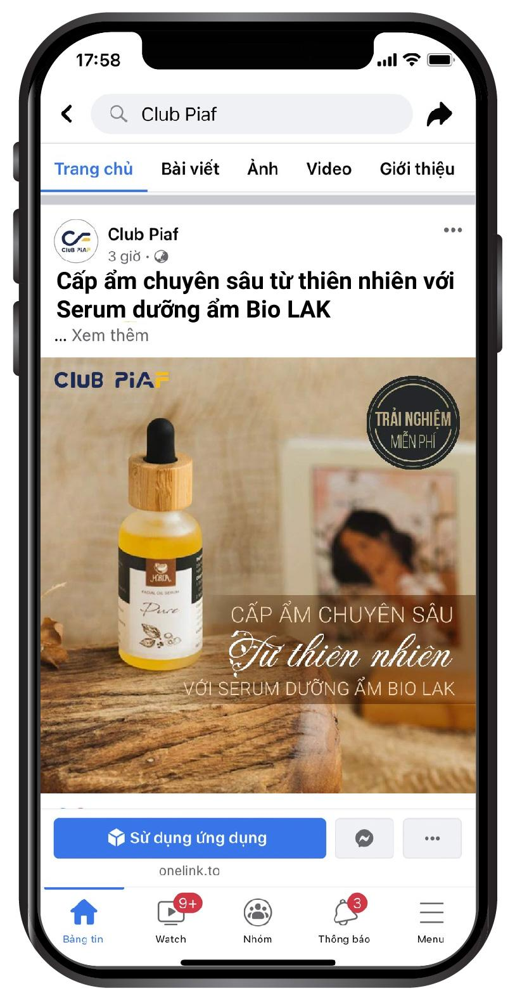 17:58
Club Piaf
Trang chủ Bài viết Ảnh Video Giới thiệu
CluB PiAF
Club Piaf
3 giờ ·
Cấp ẩm chuyên sâu từ thiên nhiên với
Serum dưỡng ẩm Bio LAK
... Xem thêm
CluB PiAF
TRẢI NGHIỆM
MIỄN PHÍ
FACIAL OIL SERUM
Pure
CẤP ẨM CHUYÊN SÂU
Từ thiên nhiên
VỚI SERUM DƯỠNG ẨM BIO LAK
Sử dụng ứng dụng
onelink.to
9+ 3
Bảng tin Watch Nhóm Thông báo Menu